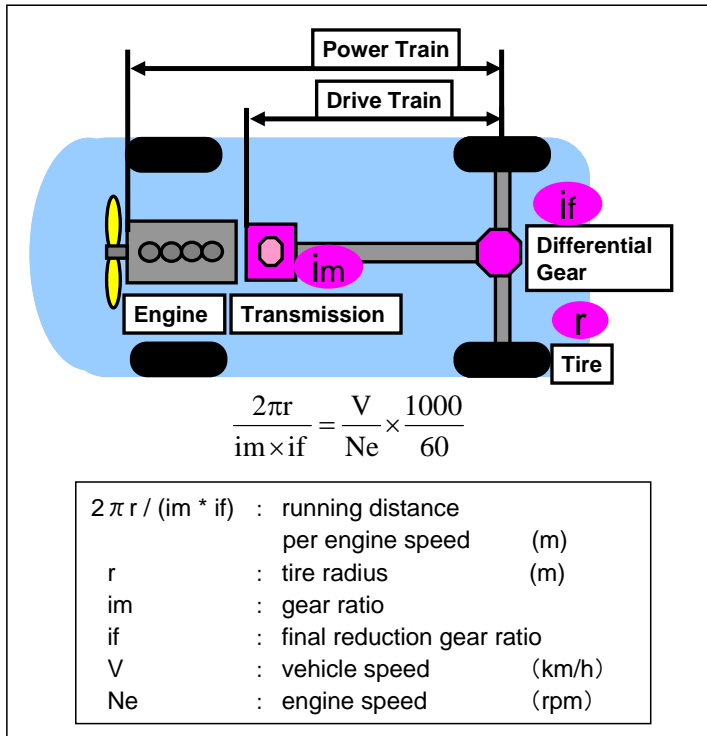 Power Train
Drive Train
if
Differential
Gear
im
Engine
Transmission
r
Tire
2πr / im × if = V / Ne × 1000 / 60
2πr / (im * if) : running distance
per engine speed (m)
r : tire radius (m)
im : gear ratio
if : final reduction gear ratio
V : vehicle speed （km/h）
Ne : engine speed （rpm）